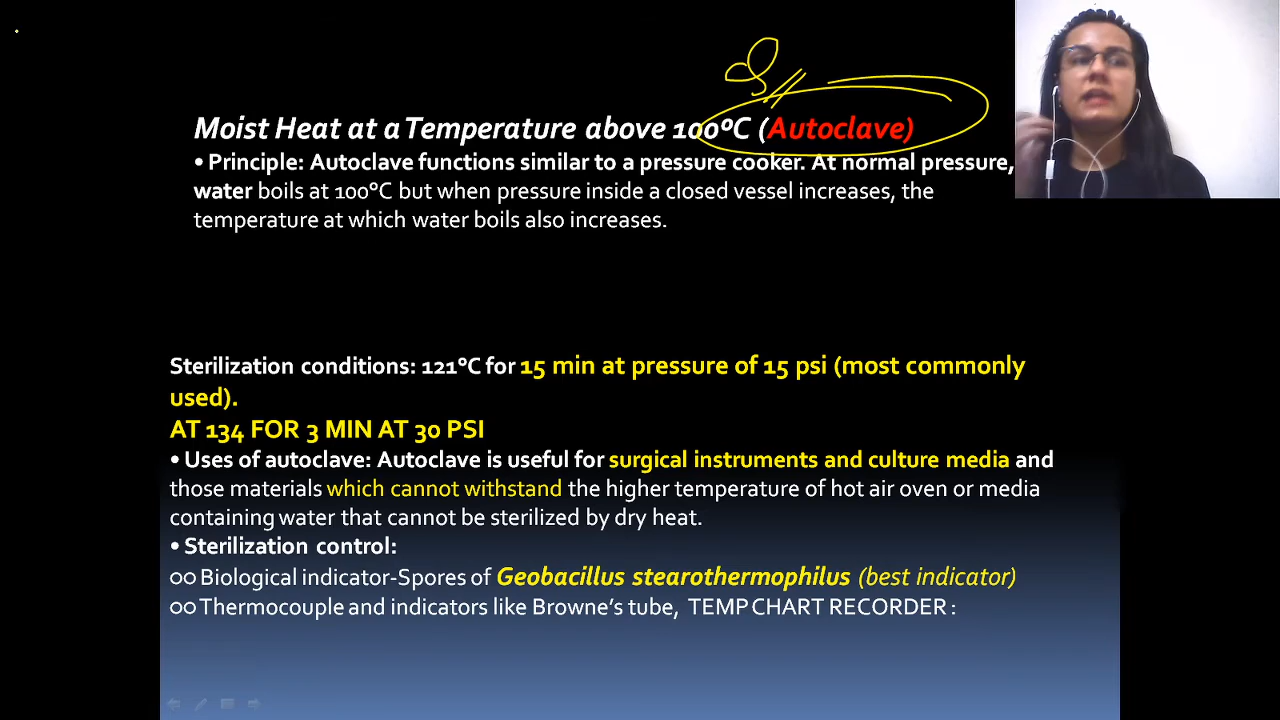 Moist Heat at a Temperature above 100ºC (Autoclave)
• Principle: Autoclave functions similar to a pressure cooker. At normal pressure,
water boils at 100ºC but when pressure inside a closed vessel increases, the
temperature at which water boils also increases.
Sterilization conditions: 121ºC for 15 min at pressure of 15 psi (most commonly
used).
AT 134 FOR 3 MIN AT 30 PSI
• Uses of autoclave: Autoclave is useful for surgical instruments and culture media and
those materials which cannot withstand the higher temperature of hot air oven or media
containing water that cannot be sterilized by dry heat.
• Sterilization control:
○○ Biological indicator-Spores of Geobacillus stearothermophilus (best indicator)
○○ Thermocouple and indicators like Browne's tube, TEMP CHART RECORDER :